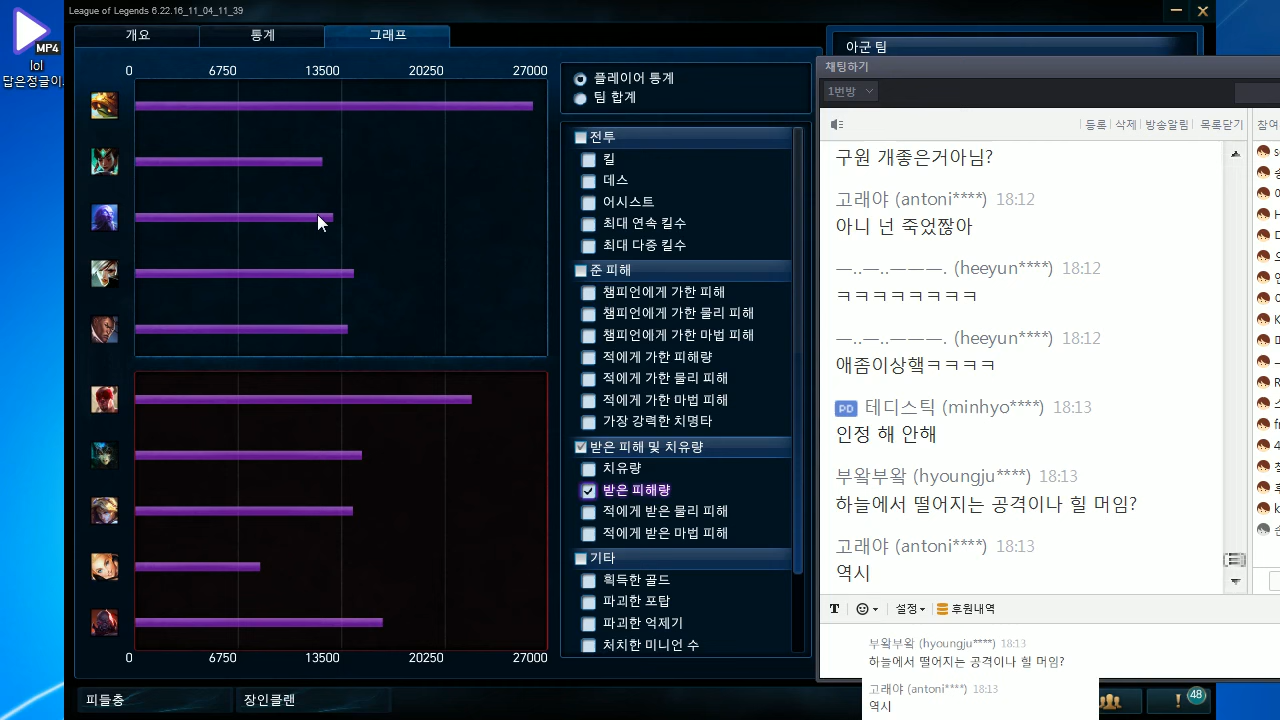 League of Legends 6.22.16_11_04_11_39
MP4
lol
답은정글이.
개요
통계
그래프
0 6750 13500 20250 27000
0 6750 13500 20250 27000
플레이어 통계
팀 합계
전투
킬
데스
어시스트
최대 연속 킬수
최대 다중 킬수
준 피해
챔피언에게 가한 피해
챔피언에게 가한 물리 피해
챔피언에게 가한 마법 피해
적에게 가한 피해량
적에게 가한 물리 피해
적에게 가한 마법 피해
가장 강력한 치명타
받은 피해 및 치유량
치유량
받은 피해량
적에게 받은 물리 피해
적에게 받은 마법 피해
기타
획득한 골드
파괴한 포탑
파괴한 억제기
처치한 미니언 수
피들충
장인클랜
아군 팀
채팅하기
1번방
등록 | 삭제 | 방송알림 | 목록닫기
참여
구원 개좋은거아님?
고래야 (antoni****) 18:12
아니 넌 죽었짢아
ㅡ..ㅡ..ㅡㅡㅡ. (heeyun****) 18:12
ㅋㅋㅋㅋㅋㅋㅋㅋ
ㅡ..ㅡ..ㅡㅡㅡ. (heeyun****) 18:12
애좀이상핵ㅋㅋㅋㅋ
PD 테디스틱 (minhyo****) 18:13
인정 해 안해
부왁부왁 (hyoungju****) 18:13
하늘에서 떨어지는 공격이나 힐 머임?
고래야 (antoni****) 18:13
역시
T 설정 후원내역
부왁부왁 (hyoungju****) 18:13
하늘에서 떨어지는 공격이나 힐 머임?
고래야 (antoni****) 18:13
역시
48